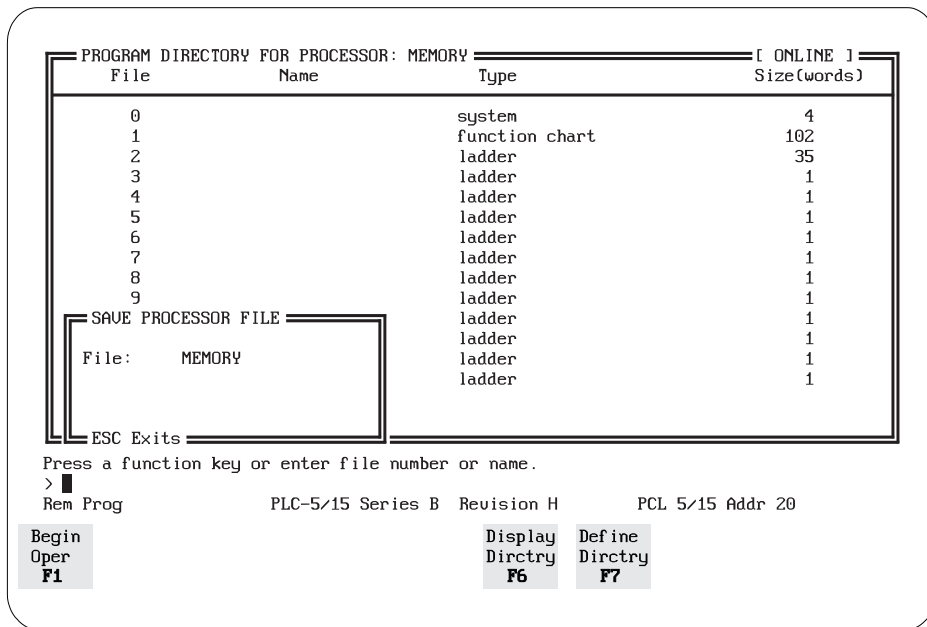 PROGRAM DIRECTORY FOR PROCESSOR: MEMORY [ ONLINE ]
File Name Type Size(words)
0 system 4
1 function chart 102
2 ladder 35
3 ladder 1
4 ladder 1
5 ladder 1
6 ladder 1
7 ladder 1
8 ladder 1
9 ladder 1
SAVE PROCESSOR FILE ladder 1
ladder 1
File: MEMORY ladder 1
ladder 1
ESC Exits
Press a function key or enter file number or name.
>
Rem Prog PLC-5/15 Series B Revision H PCL 5/15 Addr 20
Begin Display Define
Oper Dirctry Dirctry
F1 F6 F7